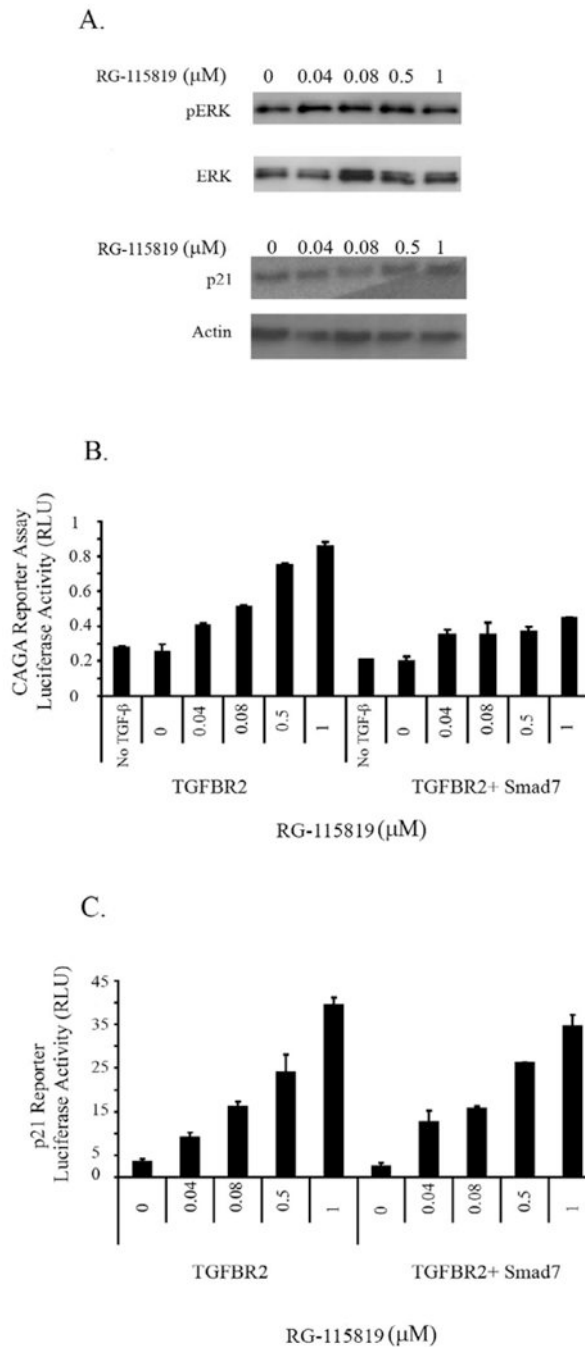 A.
RG-115819 (µM) 0 0.04 0.08 0.5 1
pERK
ERK
RG-115819 (µM) 0 0.04 0.08 0.5 1
p21
Actin
B.
CAGA Reporter Assay
Luciferase Activity (RLU)
1
0.8
0.6
0.4
0.2
0
No TGF-β 0 0.04 0.08 0.5 1 No TGF-β 0 0.04 0.08 0.5 1
TGFBR2 TGFBR2+ Smad7
RG-115819 (µM)
C.
p21 Reporter
Luciferase Activity (RLU)
45
35
25
15
5
0
0 0.04 0.08 0.5 1 0 0.04 0.08 0.5 1
TGFBR2 TGFBR2+ Smad7
RG-115819 (µM)